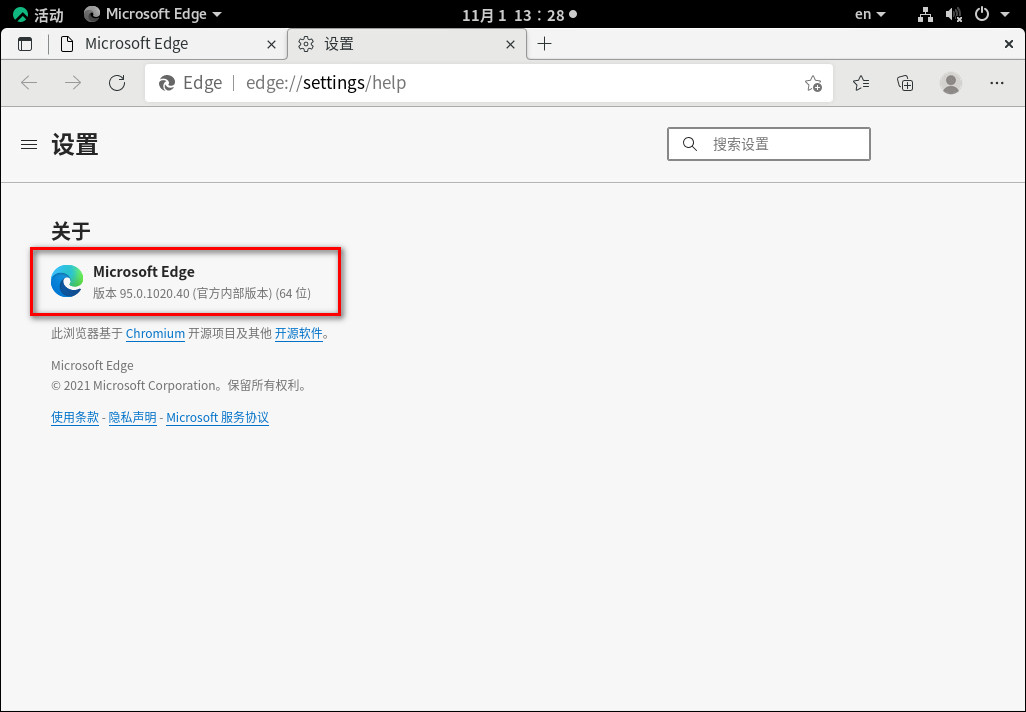 活动 Microsoft Edge 11月 1 13：28 en
Microsoft Edge 设置
Edge edge://settings/help
设置 搜索设置
关于
Microsoft Edge
版本 95.0.1020.40 (官方内部版本) (64 位)
此浏览器基于 Chromium 开源项目及其他 开源软件。
Microsoft Edge
© 2021 Microsoft Corporation。保留所有权利。
使用条款 - 隐私声明 - Microsoft 服务协议